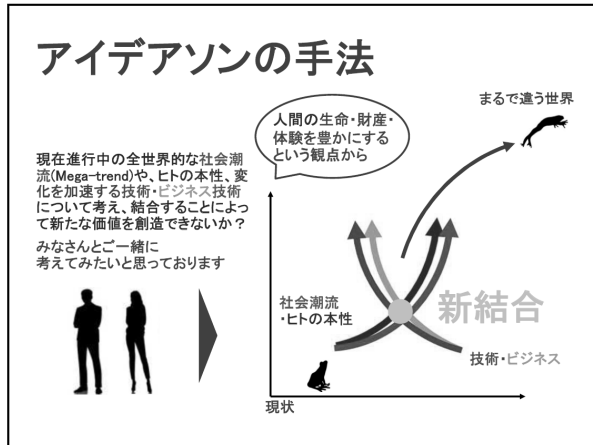 アイデアソンの手法
まるで違う世界
人間の生命・財産・
体験を豊かにする
という観点から
現在進行中の全世界的な社会潮
流(Mega-trend)や、ヒトの本性、変
化を加速する技術・ビジネス技術
について考え、結合することによっ
て新たな価値を創造できないか？
みなさんとご一緒に
考えてみたいと思っております
社会潮流
・ヒトの本性
新結合
技術・ビジネス
現状